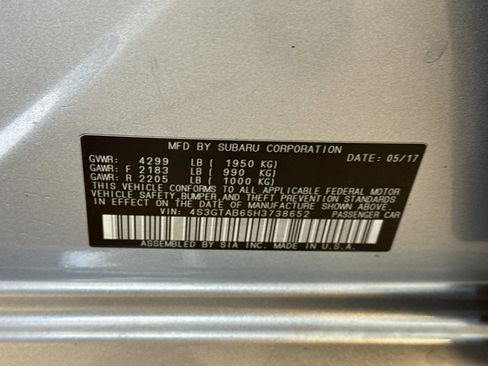 MFD BY SUBARU CORPORATION DATE: 05/17
GVWR: 4299 LB ( 1950 KG)
GAWR: F 2183 LB ( 990 KG)
GAWR: R 2205 LB ( 1000 KG)
THIS VEHICLE CONFORMS TO ALL APPLICABLE FEDERAL MOTOR
VEHICLE SAFETY, BUMPER, AND THEFT PREVENTION STANDARDS
IN EFFECT ON THE DATE OF MANUFACTURE SHOWN ABOVE.
VIN: 4S3GTAB66H3738652 PASSENGER CAR
ASSEMBLED BY SIA INC. MADE IN U.S.A.